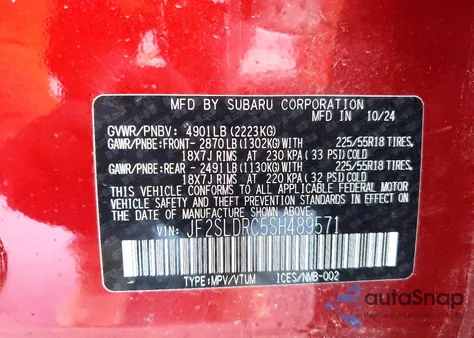 MFD BY SUBARU CORPORATION
MFD IN 10/24
GVWR/PNBV: 4901LB (2223KG)
GAWR/PNBE:FRONT- 2870 LB (1302KG) WITH 225/55R18 TIRES,
18X7J RIMS AT 230 KPA (33 PSI) COLD
GAWR/PNBE:REAR - 2491 LB (1130KG) WITH 225/55R18 TIRES,
18X7J RIMS AT 220 KPA (32 PSI) COLD
THIS VEHICLE CONFORMS TO ALL APPLICABLE FEDERAL MOTOR
VEHICLE SAFETY AND THEFT PREVENTION STANDARDS IN EFFECT
ON THE DATE OF MANUFACTURE SHOWN ABOVE.
VIN: JF2SLDRC5SH489571
TYPE:MPV/VTUM ICES/NMB-002
autoSnap